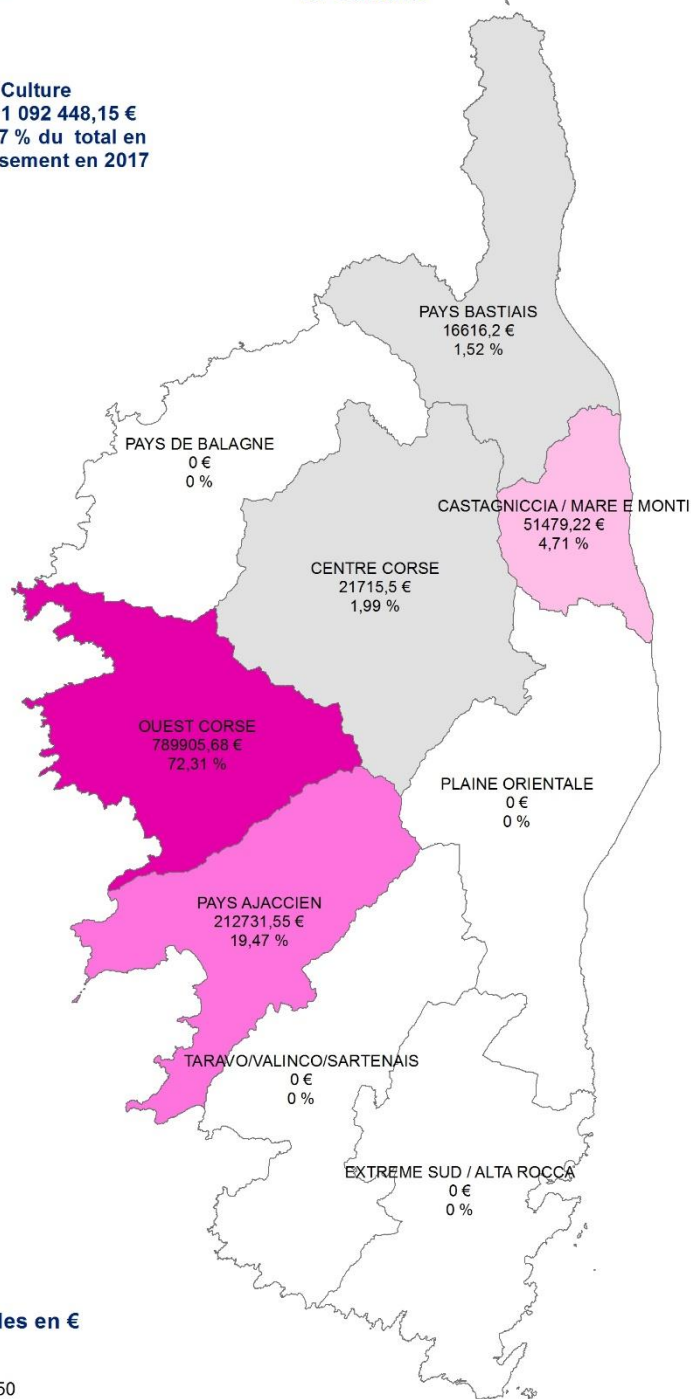 Culture
1 092 448,15 €
7 % du total en
sement en 2017
PAYS BASTIAIS
16616,2 €
1,52 %
PAYS DE BALAGNE
0 €
0 %
CASTAGNICCIA / MARE E MONTI
51479,22 €
4,71 %
CENTRE CORSE
21715,5 €
1,99 %
OUEST CORSE
789905,68 €
72,31 %
PLAINE ORIENTALE
0 €
0 %
PAYS AJACCIEN
212731,55 €
19,47 %
TARAVO/VALINCO/SARTENAIS
0 €
0 %
EXTREME SUD / ALTA ROCCA
0 €
0 %
les en €
50